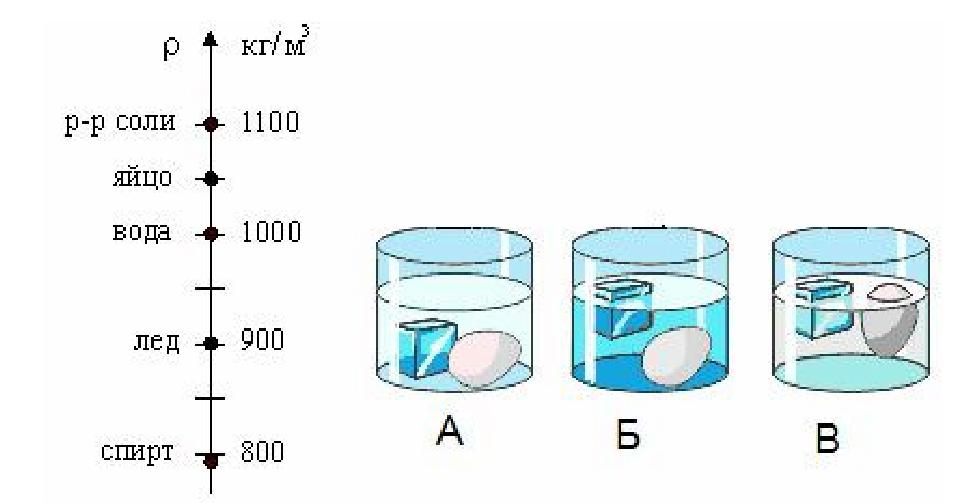 ρ кг/м³
р-р соли 1100
яйцо
вода 1000
лед 900
спирт 800
А Б В